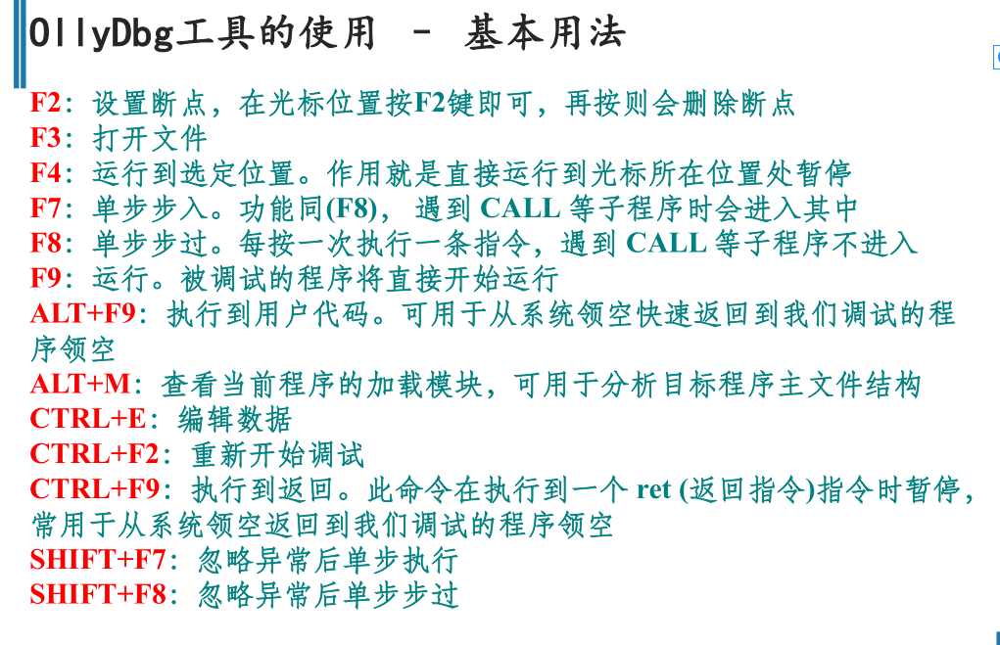 OllyDbg工具的使用 – 基本用法
F2：设置断点，在光标位置按F2键即可，再按则会删除断点
F3：打开文件
F4：运行到选定位置。作用就是直接运行到光标所在位置处暂停
F7：单步步入。功能同(F8)， 遇到 CALL 等子程序时会进入其中
F8：单步步过。每按一次执行一条指令，遇到 CALL 等子程序不进入
F9：运行。被调试的程序将直接开始运行
ALT+F9：执行到用户代码。可用于从系统领空快速返回到我们调试的程
序领空
ALT+M：查看当前程序的加载模块，可用于分析目标程序主文件结构
CTRL+E：编辑数据
CTRL+F2：重新开始调试
CTRL+F9：执行到返回。此命令在执行到一个 ret (返回指令)指令时暂停，
常用于从系统领空返回到我们调试的程序领空
SHIFT+F7：忽略异常后单步执行
SHIFT+F8：忽略异常后单步步过